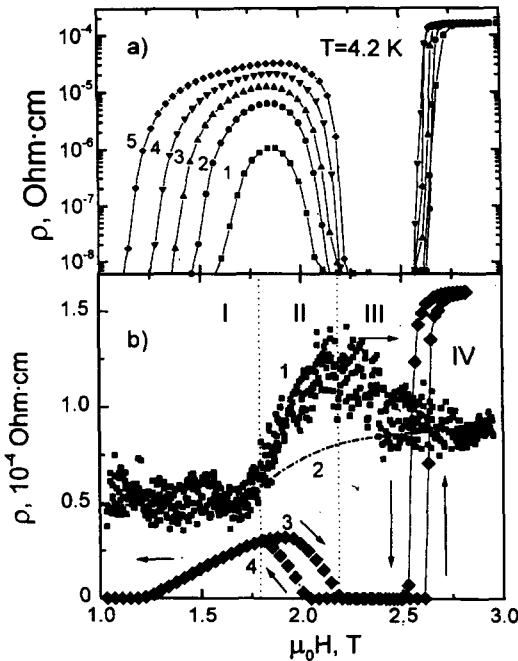 10⁻⁴
a)
T=4.2 K
10⁻⁵
10⁻⁶
5
4
3
2
1
10⁻⁷
10⁻⁸
ρ, Ohm·cm
I
II
III
IV
1.5
b)
1
1.0
2
0.5
3
4
0
ρ, 10⁻⁴ Ohm·cm
1.0
1.5
2.0
2.5
3.0
μ₀H, T